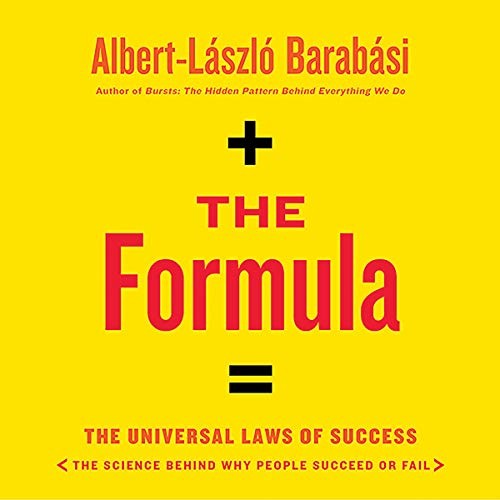 Albert-László Barabási
Author of Bursts: The Hidden Pattern Behind Everything We Do
+
THE
Formula
=
THE UNIVERSAL LAWS OF SUCCESS
<THE SCIENCE BEHIND WHY PEOPLE SUCCEED OR FAIL>